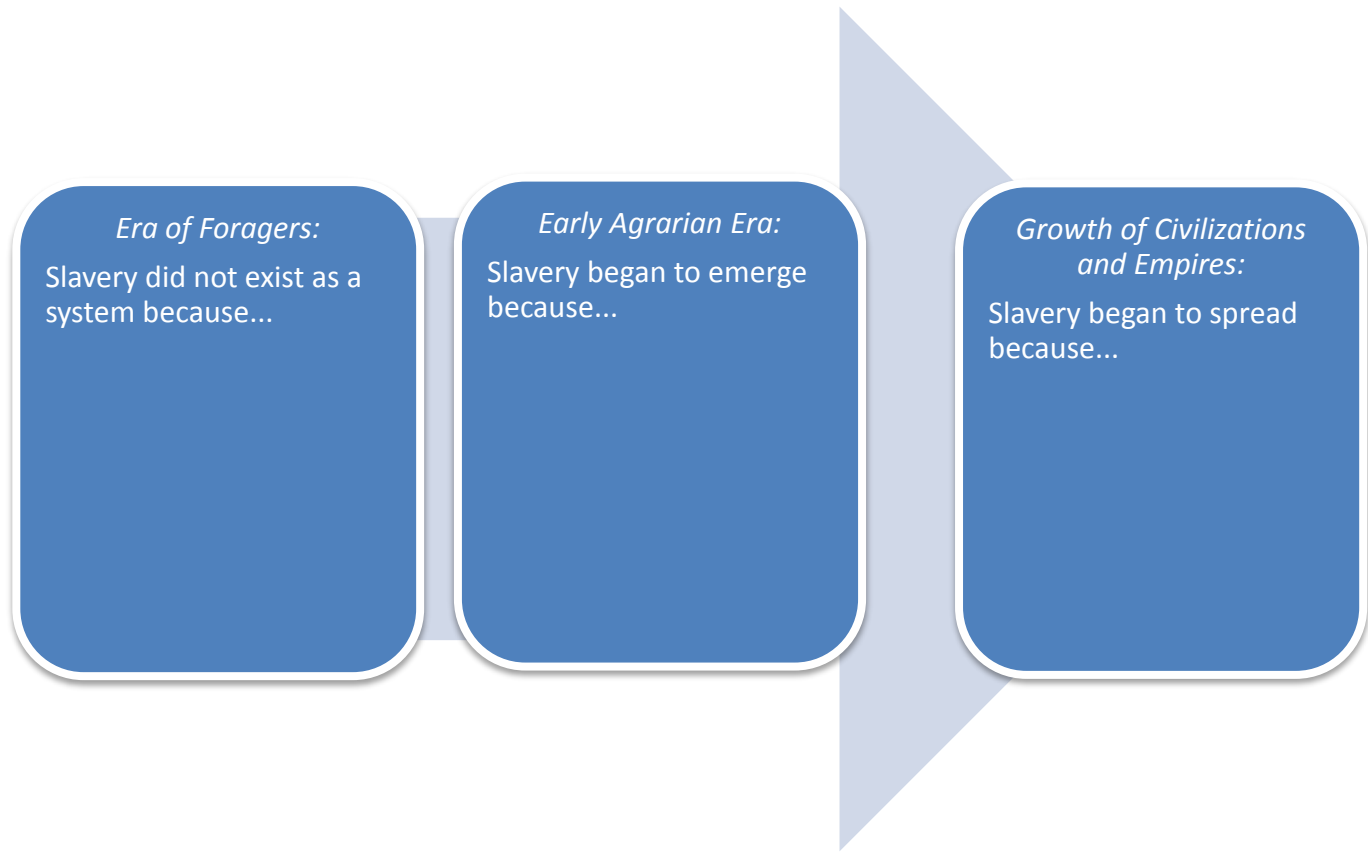 Era of Foragers:
Slavery did not exist as a
system because...
Early Agrarian Era:
Slavery began to emerge
because...
Growth of Civilizations
and Empires:
Slavery began to spread
because...